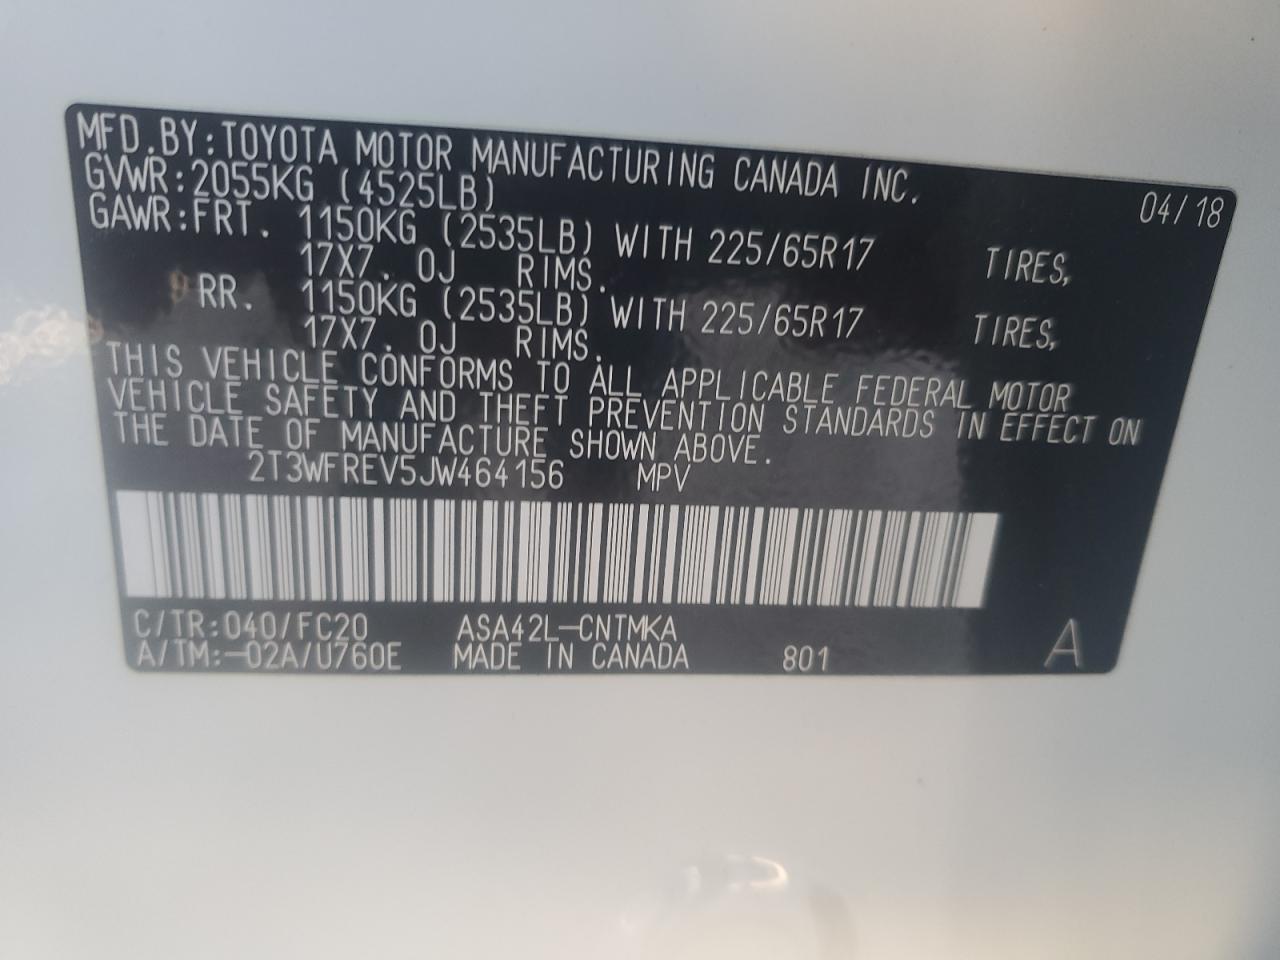 MFD.BY:TOYOTA MOTOR MANUFACTURING CANADA INC. 04/18
GVWR:2055KG (4525LB)
GAWR:FRT. 1150KG (2535LB) WITH 225/65R17 TIRES,
17X7.0J RIMS.
RR. 1150KG (2535LB) WITH 225/65R17 TIRES,
17X7.0J RIMS.
THIS VEHICLE CONFORMS TO ALL APPLICABLE FEDERAL MOTOR
VEHICLE SAFETY AND THEFT PREVENTION STANDARDS IN EFFECT ON
THE DATE OF MANUFACTURE SHOWN ABOVE.
2T3WFREV5JW464156 MPV
C/TR:040/FC20 ASA42L-CNTMKA
A/TM:-02A/U760E MADE IN CANADA 801 A